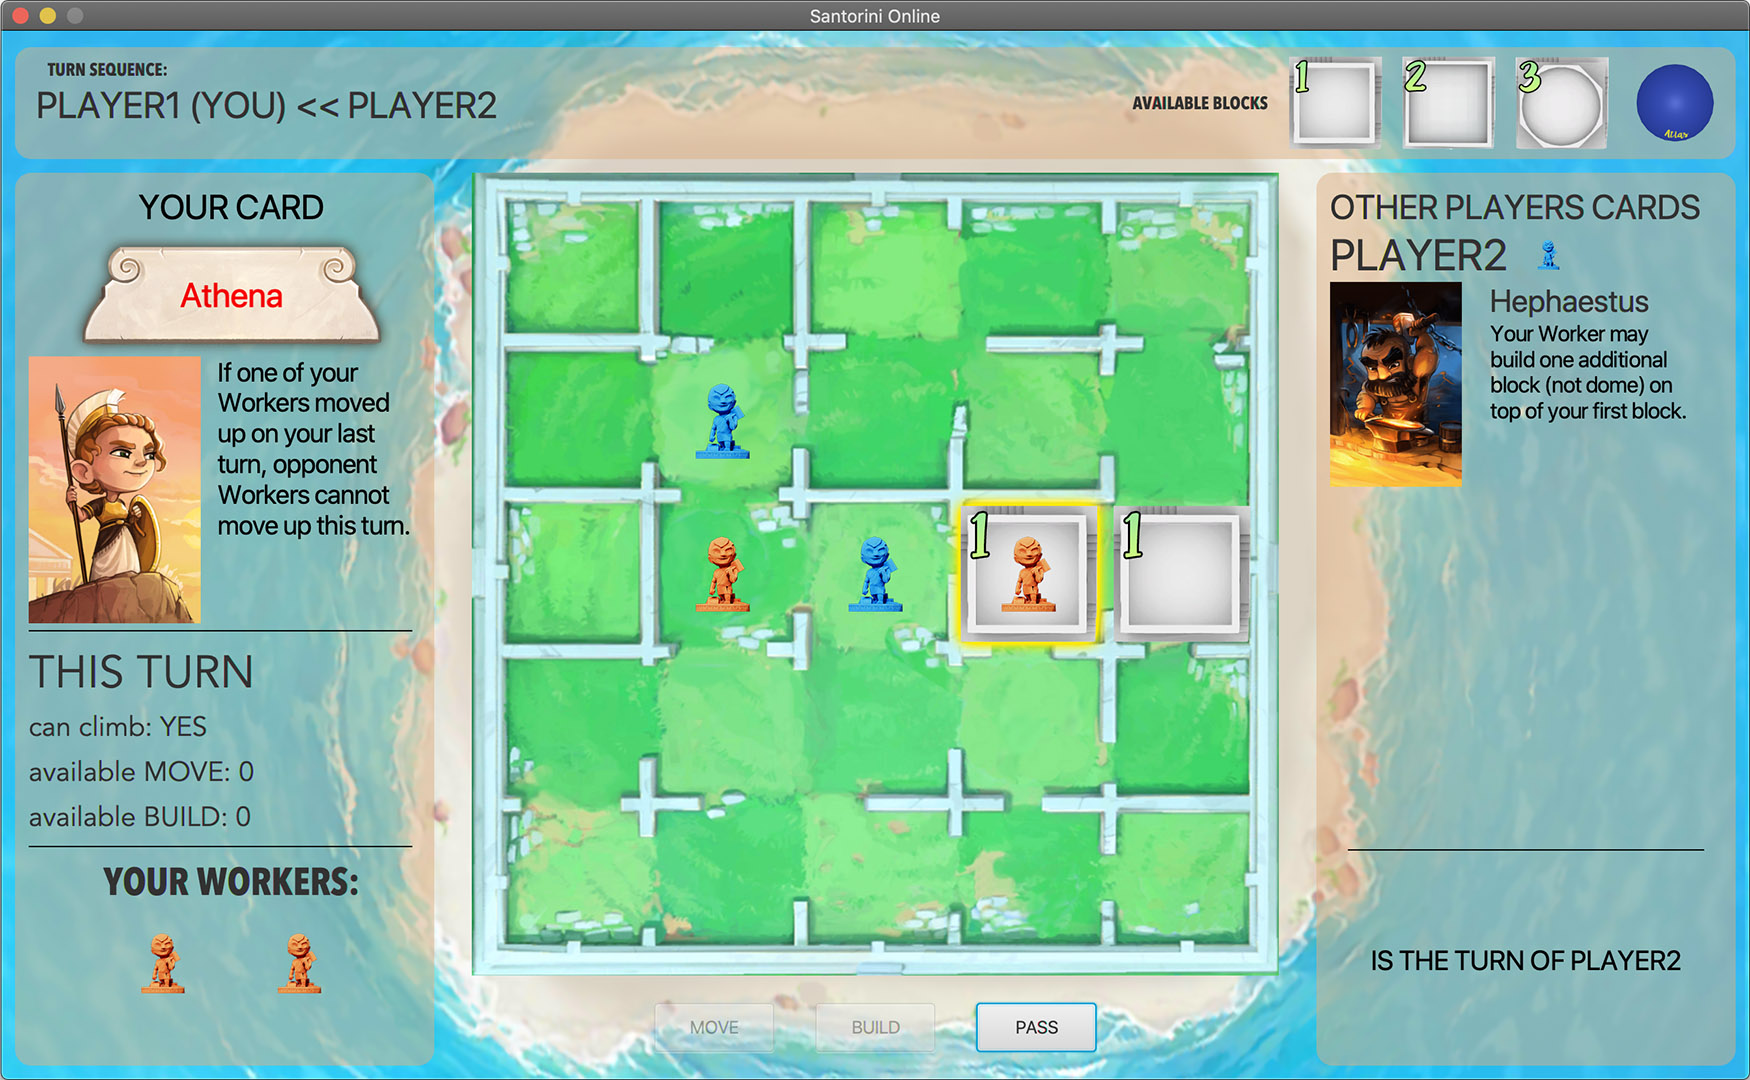 Santorini Online
TURN SEQUENCE:
PLAYER1 (YOU) << PLAYER2
AVAILABLE BLOCKS
1
2
3
Atlas
YOUR CARD
Athena
If one of your
Workers moved
up on your last
turn, opponent
Workers cannot
move up this turn.
THIS TURN
can climb: YES
available MOVE: 0
available BUILD: 0
YOUR WORKERS:
1
1
MOVE
BUILD
PASS
OTHER PLAYERS CARDS
PLAYER2
Hephaestus
Your Worker may
build one additional
block (not dome) on
top of your first block.
IS THE TURN OF PLAYER2